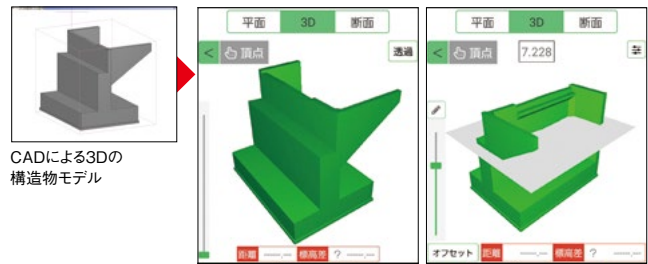 CADによる3Dの
構造物モデル
平面 3D 断面
< 頂点
透過
距離 ---.-- 標高差 ? ---.--
平面 3D 断面
< 頂点 7.228
オフセット 距離 ---.-- 標高差 ? ---.--